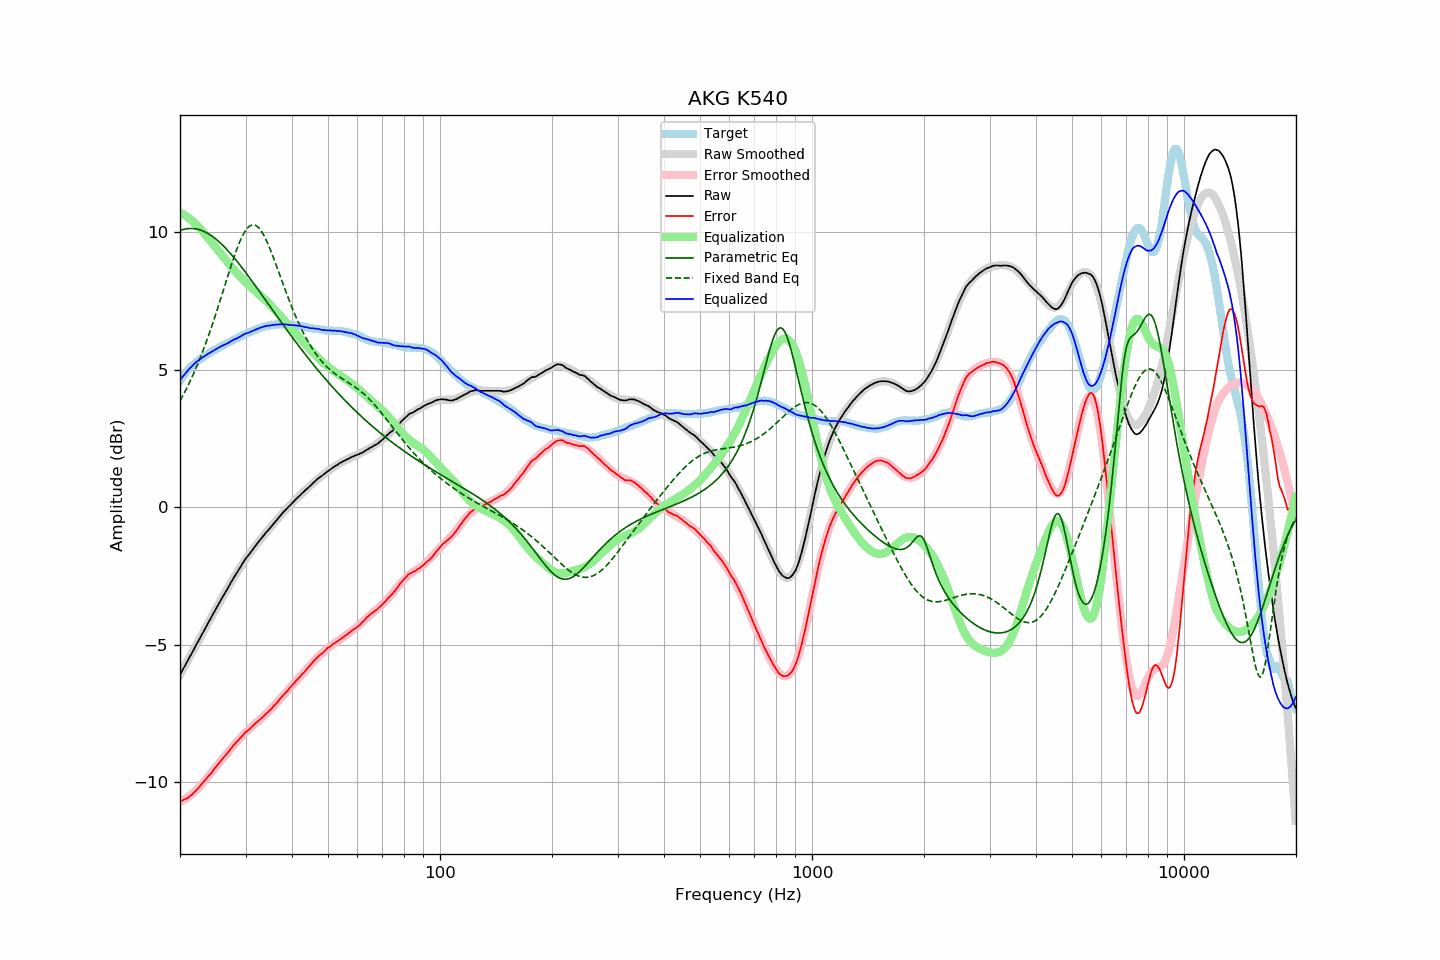 AKG K540
Target
Raw Smoothed
Error Smoothed
Raw
Error
Equalization
Parametric Eq
Fixed Band Eq
Equalized
10
5
0
−5
−10
Amplitude (dBr)
100
1000
10000
Frequency (Hz)